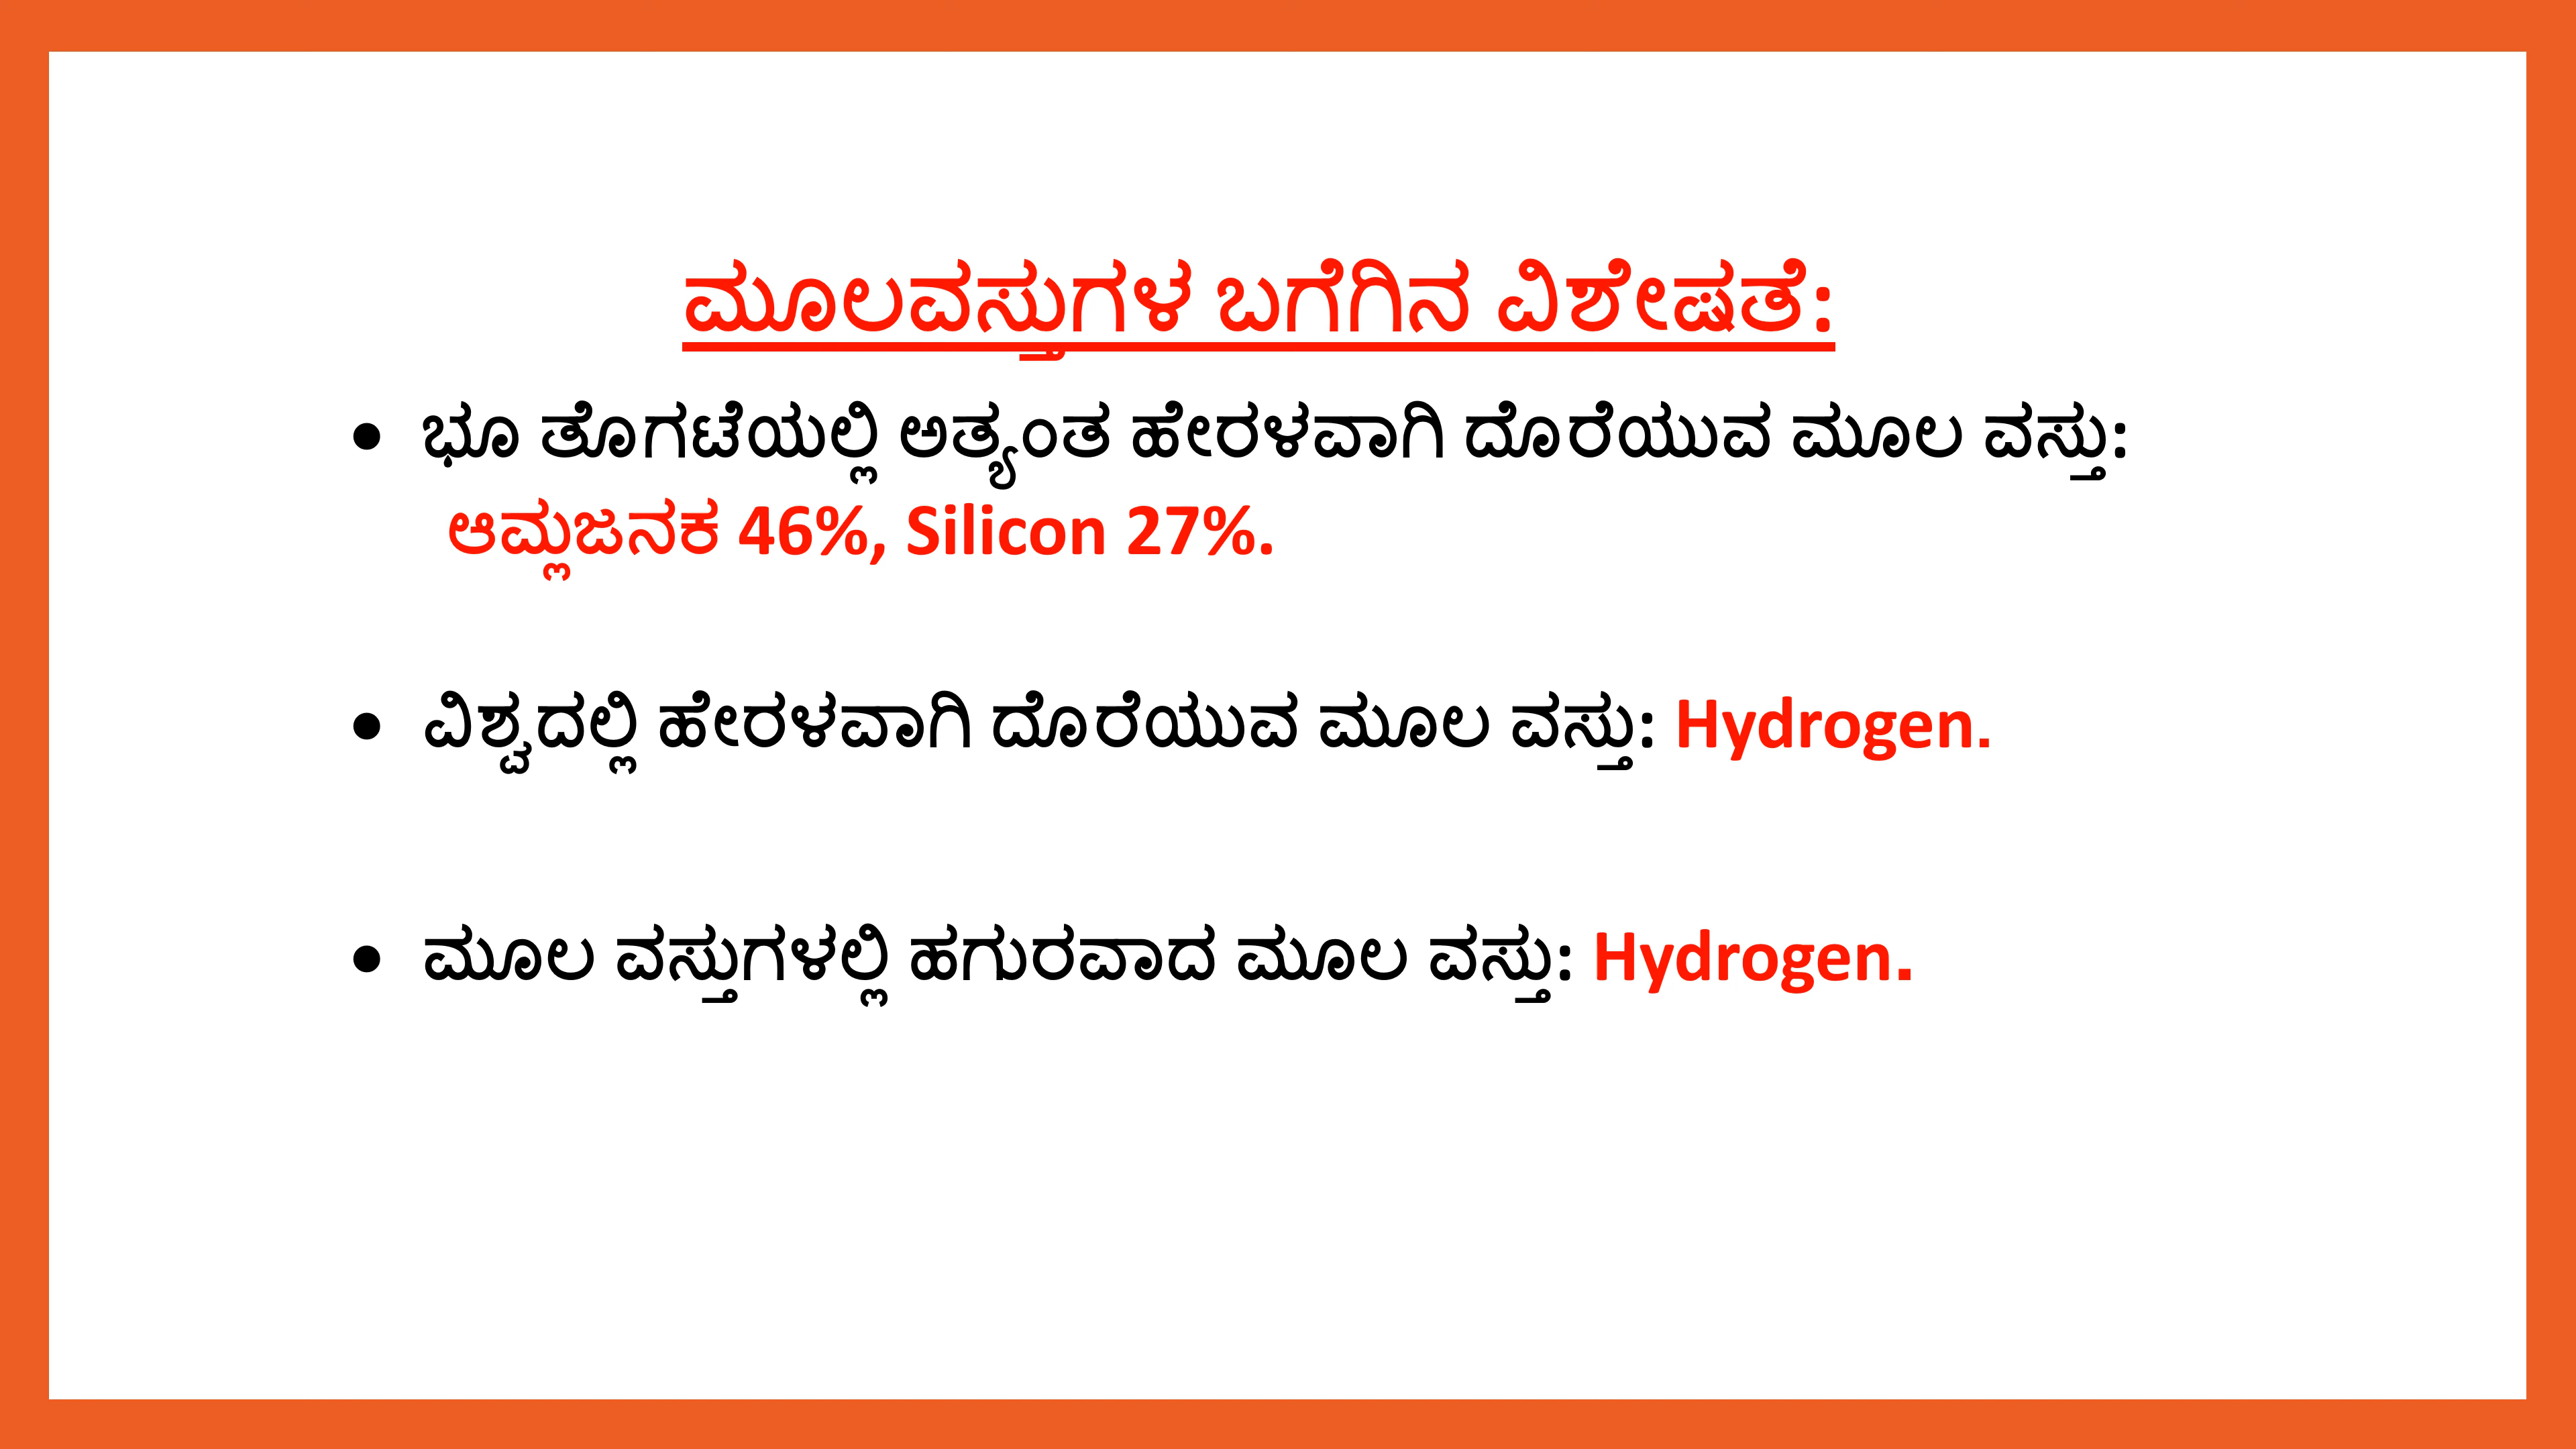 ಮೂಲವಸ್ತುಗಳ ಬಗೆಗಿನ ವಿಶೇಷತೆ:
• ಭೂ ತೊಗಟೆಯಲ್ಲಿ ಅತ್ಯಂತ ಹೇರಳವಾಗಿ ದೊರೆಯುವ ಮೂಲ ವಸ್ತು:
ಆಮ್ಲಜನಕ 46%, Silicon 27%.
• ವಿಶ್ವದಲ್ಲಿ ಹೇರಳವಾಗಿ ದೊರೆಯುವ ಮೂಲ ವಸ್ತು: Hydrogen.
• ಮೂಲ ವಸ್ತುಗಳಲ್ಲಿ ಹಗುರವಾದ ಮೂಲ ವಸ್ತು: Hydrogen.